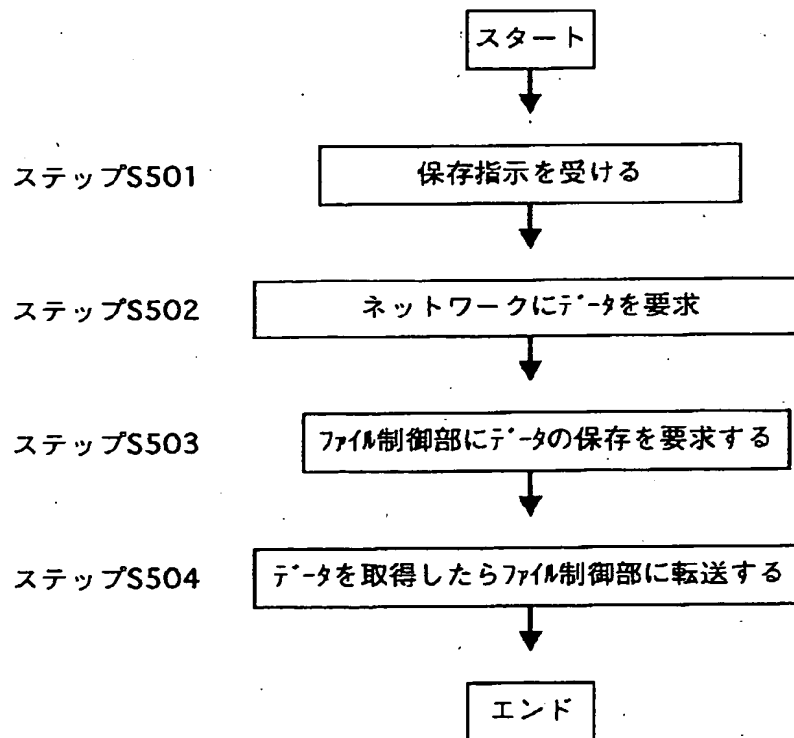 スタート
ステップS501
保存指示を受ける
ステップS502
ネットワークにﾃﾞｰﾀを要求
ステップS503
ﾌｧｲﾙ制御部にﾃﾞｰﾀの保存を要求する
ステップS504
ﾃﾞｰﾀを取得したらﾌｧｲﾙ制御部に転送する
エンド